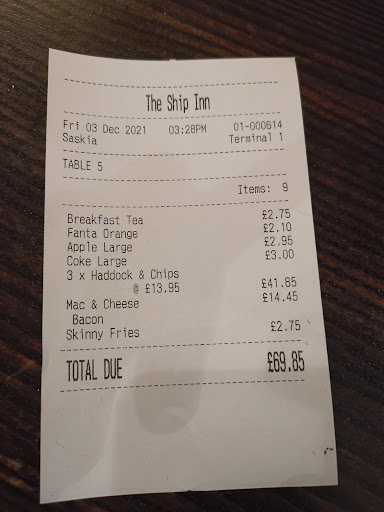 The Ship Inn
Fri 03 Dec 2021 03:28PM 01-000614
Saskia Terminal 1
TABLE 5
Items: 9
Breakfast Tea £2.75
Fanta Orange £2.10
Apple Large £2.95
Coke Large £3.00
3 x Haddock & Chips
@ £13.95 £41.85
Mac & Cheese £14.45
Bacon
Skinny Fries £2.75
TOTAL DUE £69.85